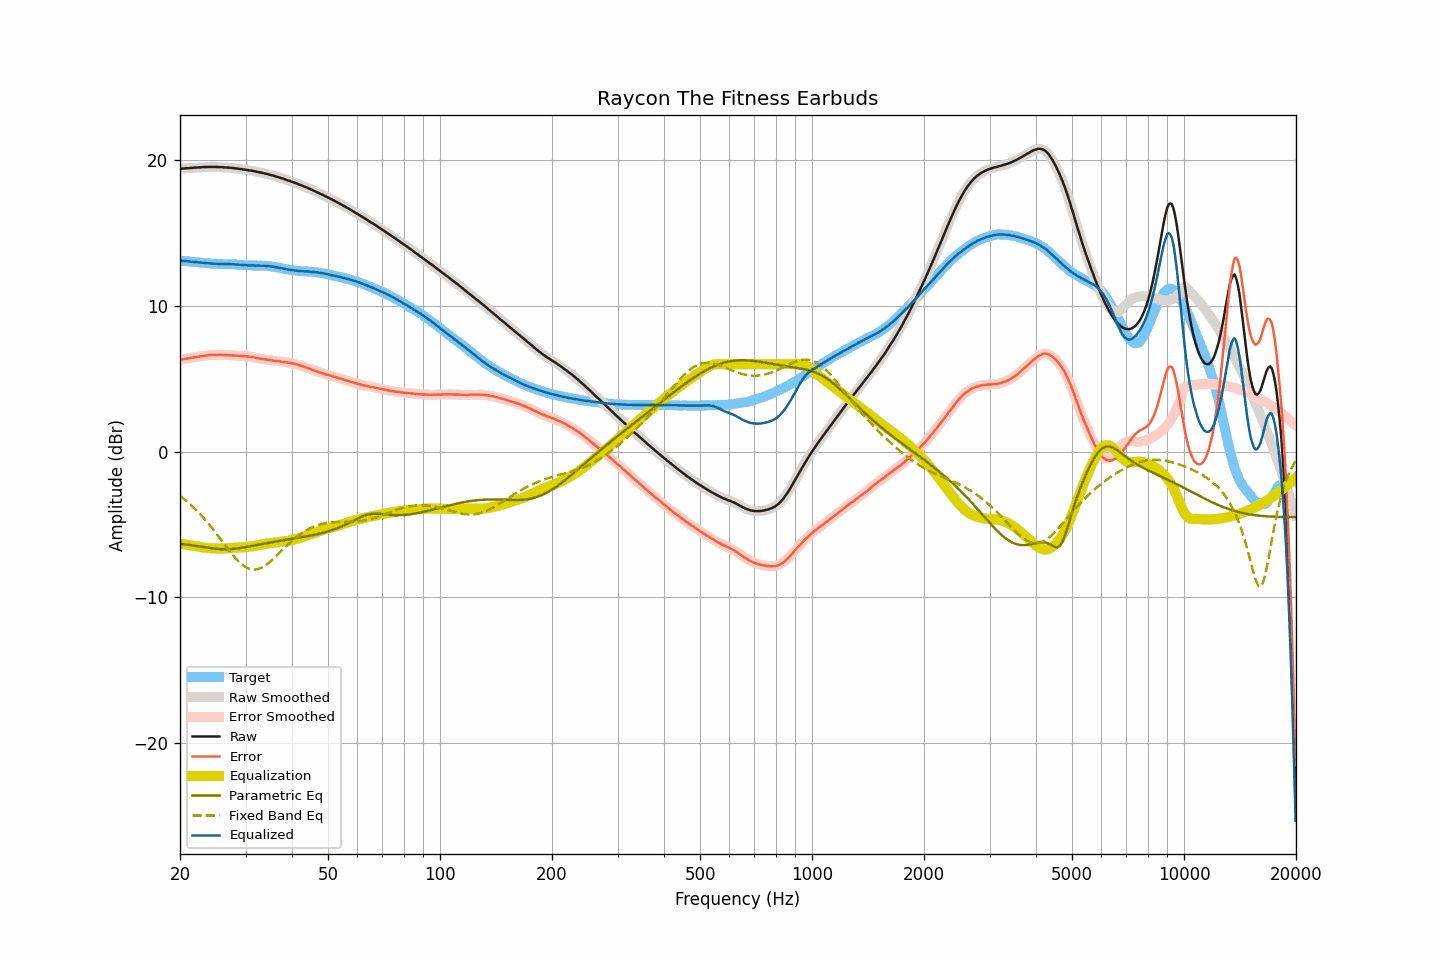 Raycon The Fitness Earbuds
Amplitude (dBr)
20
10
0
−10
−20
Target
Raw Smoothed
Error Smoothed
Raw
Error
Equalization
Parametric Eq
Fixed Band Eq
Equalized
20 50 100 200 500 1000 2000 5000 10000 20000
Frequency (Hz)